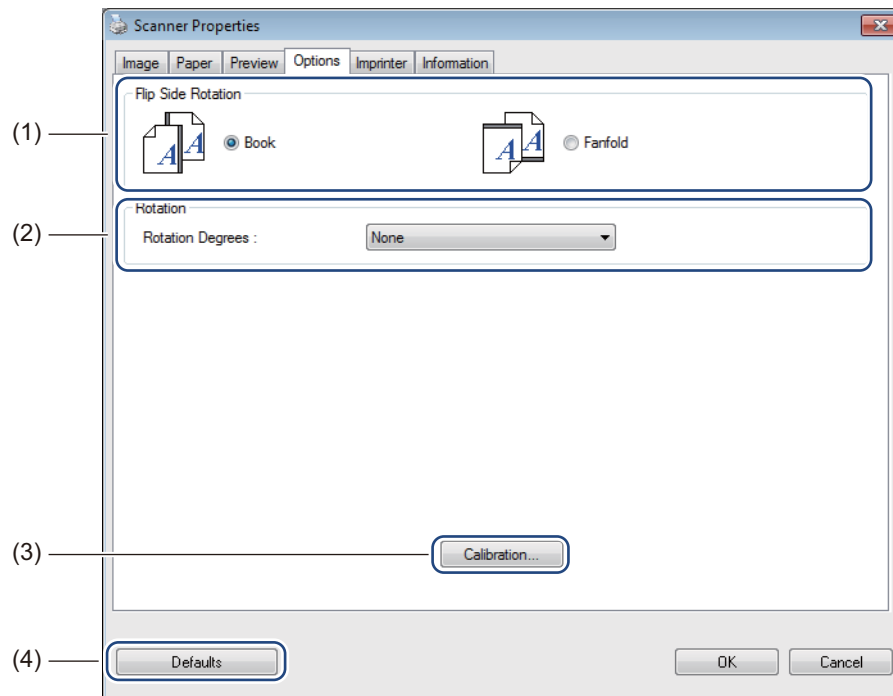 Scanner Properties
Image Paper Preview Options Imprinter Information
Flip Side Rotation
(1)
A A Book A A Fanfold
Rotation
(2)
Rotation Degrees : None
(3)
Calibration...
(4)
Defaults OK Cancel